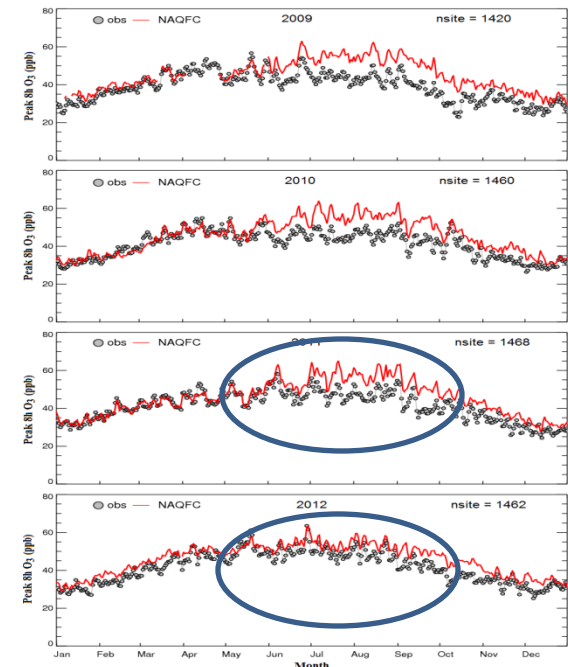 80
obs NAQFC 2009 nsite = 1420
60
40
20
0
Peak 8h O3 (ppb)
80
obs NAQFC 2010 nsite = 1460
60
40
20
0
Peak 8h O3 (ppb)
80
obs NAQFC nsite = 1468
60
40
20
0
Peak 8h O3 (ppb)
80
obs NAQFC 2012 nsite = 1462
60
40
20
0
Peak 8h O3 (ppb)
Jan Feb Mar Apr May Jun Jul Aug Sep Oct Nov Dec
Month